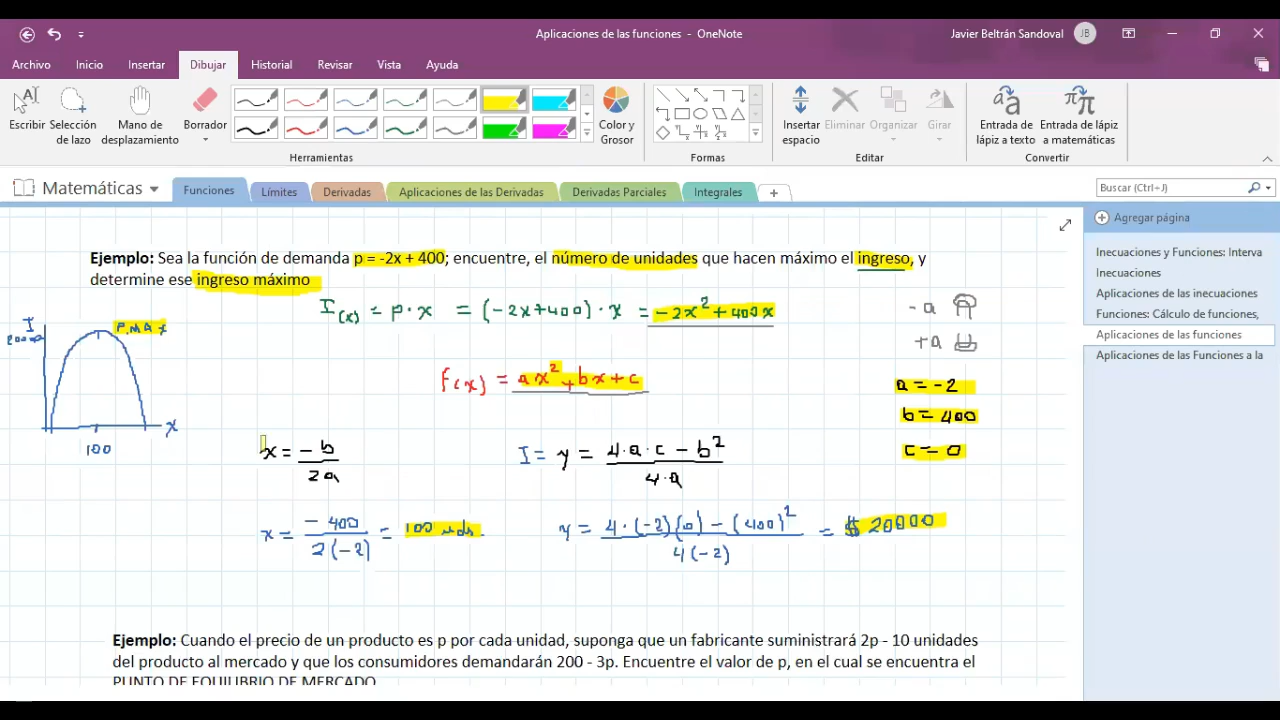 Aplicaciones de las funciones - OneNote
Javier Beltrán Sandoval JB
Archivo Inicio Insertar Dibujar Historial Revisar Vista Ayuda
Escribir Selección de lazo Mano de desplazamiento Borrador Color y Grosor Insertar espacio Eliminar Organizar Girar Entrada de lápiz a texto Entrada de lápiz a matemáticas
Herramientas Formas Editar Convertir
Matemáticas Funciones Límites Derivadas Aplicaciones de las Derivadas Derivadas Parciales Integrales Buscar (Ctrl+J)
Agregar página
Inecuaciones y Funciones: Interva
Inecuaciones
Aplicaciones de las inecuaciones
Funciones: Cálculo de funciones,
Aplicaciones de las funciones
Aplicaciones de las Funciones a la
Ejemplo: Sea la función de demanda p = -2x + 400; encuentre, el número de unidades que hacen máximo el ingreso, y
determine ese ingreso máximo
I(x) = p · x = (-2x+400) · x = -2x² + 400x
- a
+ a
I P.MAx
x
100
F(x) = ax² + bx + c
a = -2
b = 400
c = 0
x = -b / 2a
I = y = 4·a·c - b² / 4·a
x = -400 / 2(-2) = 100 uds.
y = 4·(-2)(0) - (400)² / 4(-2) = $ 20000
Ejemplo: Cuando el precio de un producto es p por cada unidad, suponga que un fabricante suministrará 2p - 10 unidades
del producto al mercado y que los consumidores demandarán 200 - 3p. Encuentre el valor de p, en el cual se encuentra el
PUNTO DE EQUILIBRIO DE MERCADO